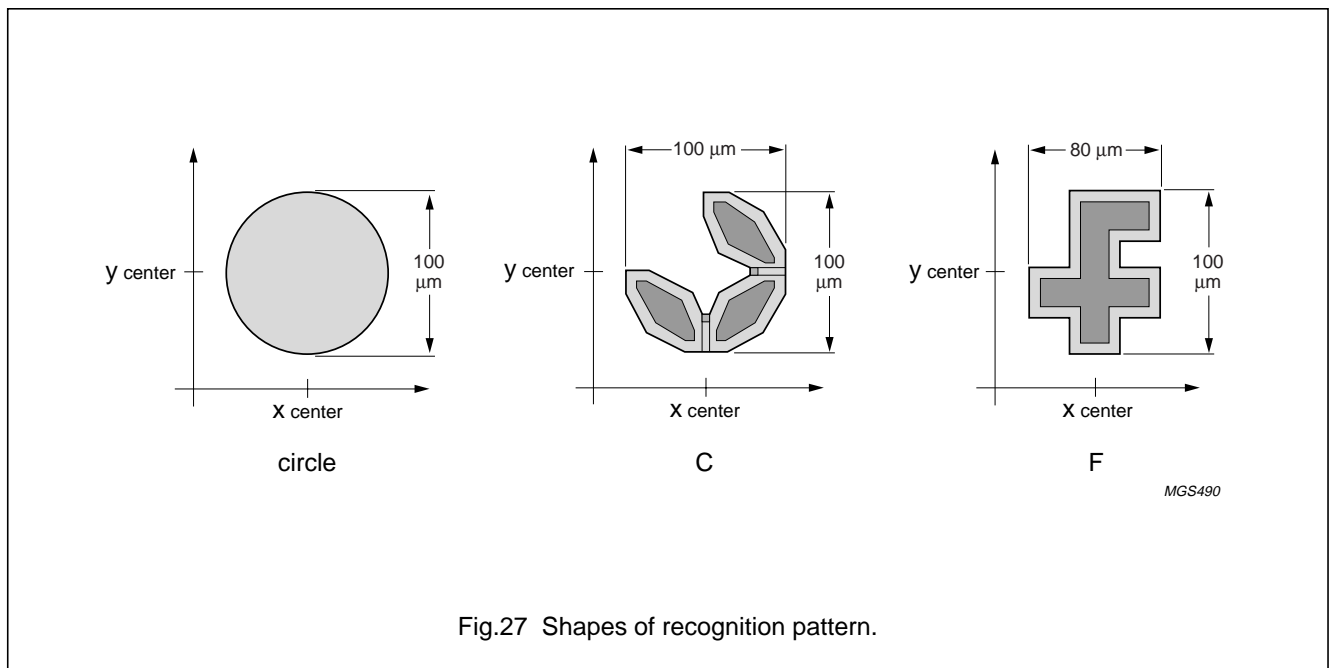 100 μm
80 μm
y center
100
μm
y center
100
μm
y center
100
μm
x center
x center
x center
circle
C
F
MGS490
Fig.27 Shapes of recognition pattern.